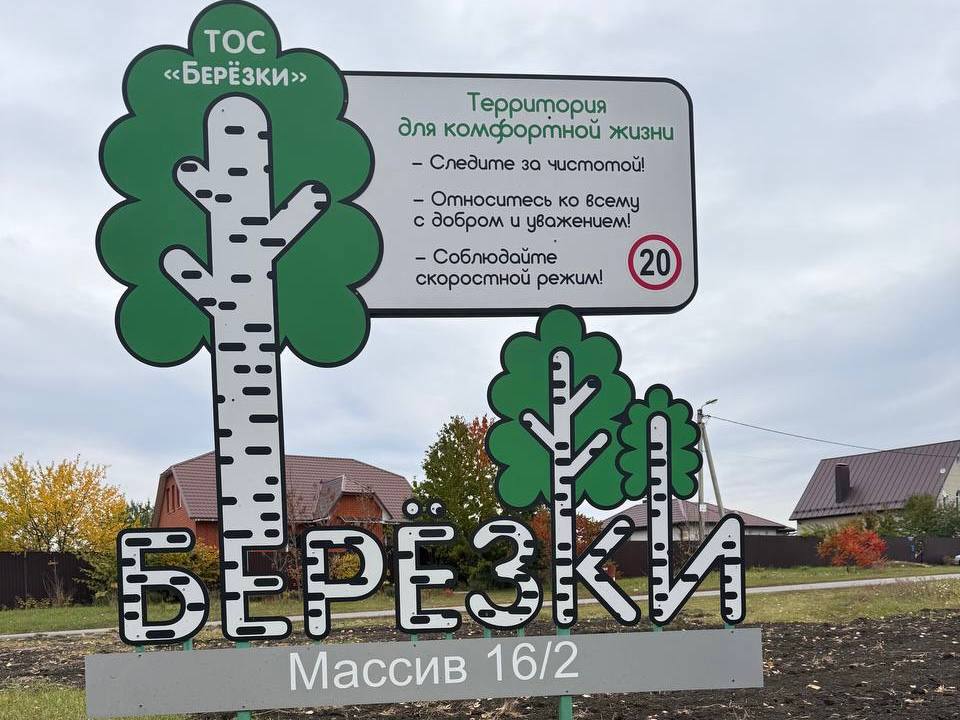 ТОС
«Берёзки»
Территория
для комфортной жизни
– Следите за чистотой!
– Относитесь ко всему
с добром и уважением!
– Соблюдайте
скоростной режим!
20
БЕРЁЗКИ
Массив 16/2